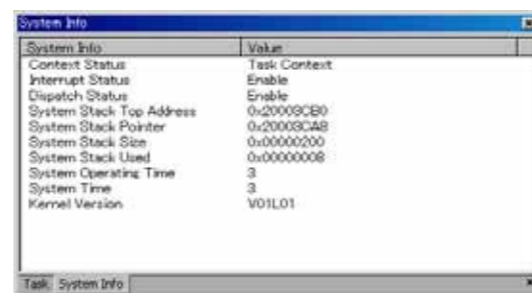 System Info
System Info Value
Context Status Task Context
Interrupt Status Enable
Dispatch Status Enable
System Stack Top Address 0x20003CB0
System Stack Pointer 0x20003CA8
System Stack Size 0x00000200
System Stack Used 0x00000008
System Operating Time 3
System Time 3
Kernel Version V01L01
Task System Info